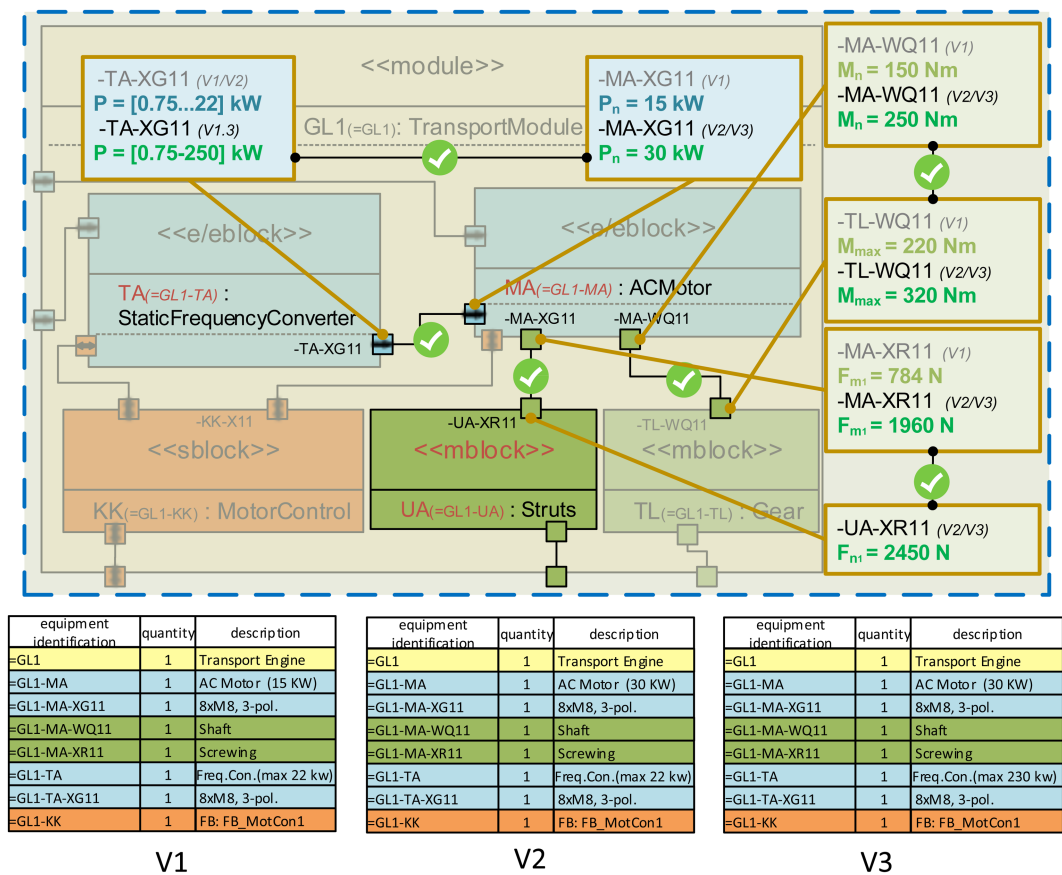 <<module>>
GL1(=GL1): TransportModule
-TA-XG11 (V1/V2)
P = [0.75...22] kW
-TA-XG11 (V1.3)
P = [0.75-250] kW
-MA-XG11 (V1)
Pn = 15 kW
-MA-XG11 (V2/V3)
Pn = 30 kW
-MA-WQ11 (V1)
Mn = 150 Nm
-MA-WQ11 (V2/V3)
Mn = 250 Nm
-TL-WQ11 (V1)
Mmax = 220 Nm
-TL-WQ11 (V2/V3)
Mmax = 320 Nm
-MA-XR11 (V1)
Fm1 = 784 N
-MA-XR11 (V2/V3)
Fm1 = 1960 N
-UA-XR11 (V2/V3)
Fn1 = 2450 N
<<e/eblock>>
TA(=GL1-TA) :
StaticFrequencyConverter
-TA-XG11
<<e/eblock>>
MA(=GL1-MA) : ACMotor
-MA-XG11
-MA-WQ11
-KK-X11
<<sblock>>
KK(=GL1-KK) : MotorControl
-UA-XR11
<<mblock>>
UA(=GL1-UA) : Struts
-TL-WQ11
<<mblock>>
TL(=GL1-TL) : Gear
equipment identification quantity description
=GL1 1 Transport Engine
=GL1-MA 1 AC Motor (15 KW)
=GL1-MA-XG11 1 8xM8, 3-pol.
=GL1-MA-WQ11 1 Shaft
=GL1-MA-XR11 1 Screwing
=GL1-TA 1 Freq.Con.(max 22 kw)
=GL1-TA-XG11 1 8xM8, 3-pol.
=GL1-KK 1 FB: FB_MotCon1
V1
equipment identification quantity description
=GL1 1 Transport Engine
=GL1-MA 1 AC Motor (30 KW)
=GL1-MA-XG11 1 8xM8, 3-pol.
=GL1-MA-WQ11 1 Shaft
=GL1-MA-XR11 1 Screwing
=GL1-TA 1 Freq.Con.(max 22 kw)
=GL1-TA-XG11 1 8xM8, 3-pol.
=GL1-KK 1 FB: FB_MotCon1
V2
equipment identification quantity description
=GL1 1 Transport Engine
=GL1-MA 1 AC Motor (30 KW)
=GL1-MA-XG11 1 8xM8, 3-pol.
=GL1-MA-WQ11 1 Shaft
=GL1-MA-XR11 1 Screwing
=GL1-TA 1 Freq.Con.(max 230 kw)
=GL1-TA-XG11 1 8xM8, 3-pol.
=GL1-KK 1 FB: FB_MotCon1
V3